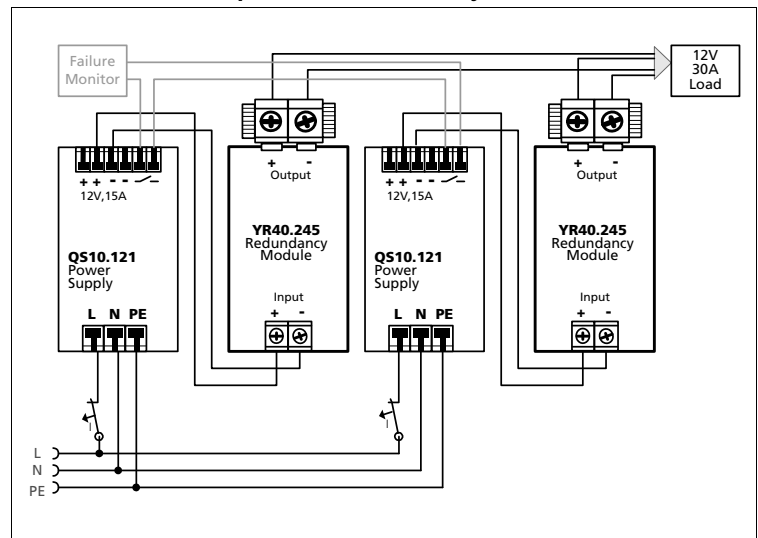 Failure
Monitor
12V
30A
Load
+ + - -
12V,15A
QS10.121
Power
Supply
L N PE
+ -
Output
YR40.245
Redundancy
Module
Input
+ -
+ + - -
12V,15A
QS10.121
Power
Supply
L N PE
+ -
Output
YR40.245
Redundancy
Module
Input
+ -
I
I
L
N
PE